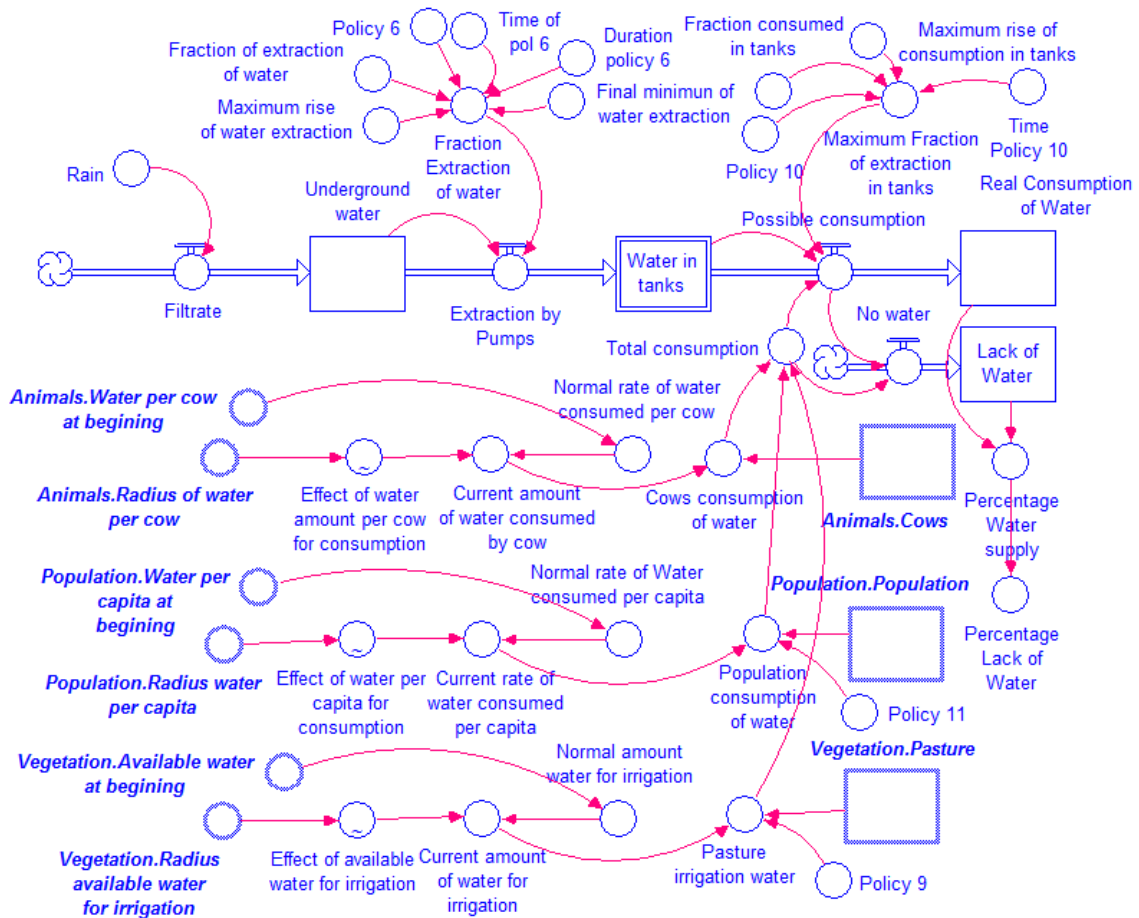 Policy 6
Time of
pol 6
Duration
policy 6
Fraction of extraction
of water
Maximum rise
of water extraction
Final minimun of
water extraction
Fraction
Extraction
of water
Fraction consumed
in tanks
Maximum rise of
consumption in tanks
Policy 10
Maximum Fraction
of extraction
in tanks
Time
Policy 10
Rain
Underground
water
Possible consumption
Real Consumption
of Water
Filtrate
Extraction by
Pumps
Water in
tanks
No water
Total consumption
Lack of
Water
Animals.Water per cow
at begining
Normal rate of water
consumed per cow
Animals.Radius of water
per cow
Effect of water
amount per cow
for consumption
Current amount
of water consumed
by cow
Cows consumption
of water
Animals.Cows
Percentage
Water
supply
Population.Water per
capita at
begining
Normal rate of Water
consumed per capita
Population.Population
Population.Radius water
per capita
Effect of water per
capita for
consumption
Current rate of
water consumed
per capita
Population
consumption
of water
Policy 11
Percentage
Lack of
Water
Vegetation.Available water
at begining
Normal amount
water for irrigation
Vegetation.Pasture
Vegetation.Radius
available water
for irrigation
Effect of available
water for irrigation
Current amount
of water for
irrigation
Pasture
irrigation water
Policy 9